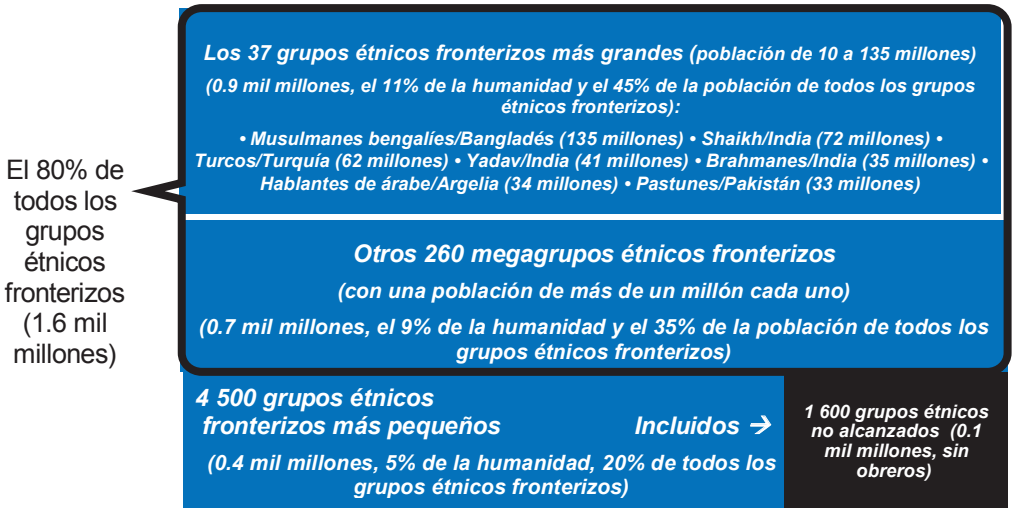 El 80% de
todos los
grupos
étnicos
fronterizos
(1.6 mil
millones)
Los 37 grupos étnicos fronterizos más grandes (población de 10 a 135 millones)
(0.9 mil millones, el 11% de la humanidad y el 45% de la población de todos los grupos
étnicos fronterizos):
• Musulmanes bengalíes/Bangladés (135 millones) • Shaikh/India (72 millones) •
Turcos/Turquía (62 millones) • Yadav/India (41 millones) • Brahmanes/India (35 millones) •
Hablantes de árabe/Argelia (34 millones) • Pastunes/Pakistán (33 millones)
Otros 260 megagrupos étnicos fronterizos
(con una población de más de un millón cada uno)
(0.7 mil millones, el 9% de la humanidad y el 35% de la población de todos los
grupos étnicos fronterizos)
4 500 grupos étnicos
fronterizos más pequeños Incluidos →
(0.4 mil millones, 5% de la humanidad, 20% de todos los
grupos étnicos fronterizos)
1 600 grupos étnicos
no alcanzados (0.1
mil millones, sin
obreros)